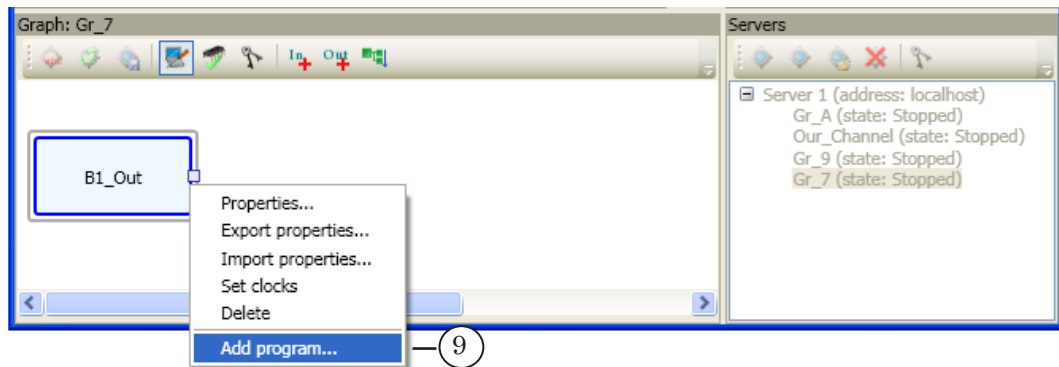 Graph: Gr_7
In
Out
B1_Out
Properties...
Export properties...
Import properties...
Set clocks
Delete
Add program...
9
Servers
Server 1 (address: localhost)
Gr_A (state: Stopped)
Our_Channel (state: Stopped)
Gr_9 (state: Stopped)
Gr_7 (state: Stopped)